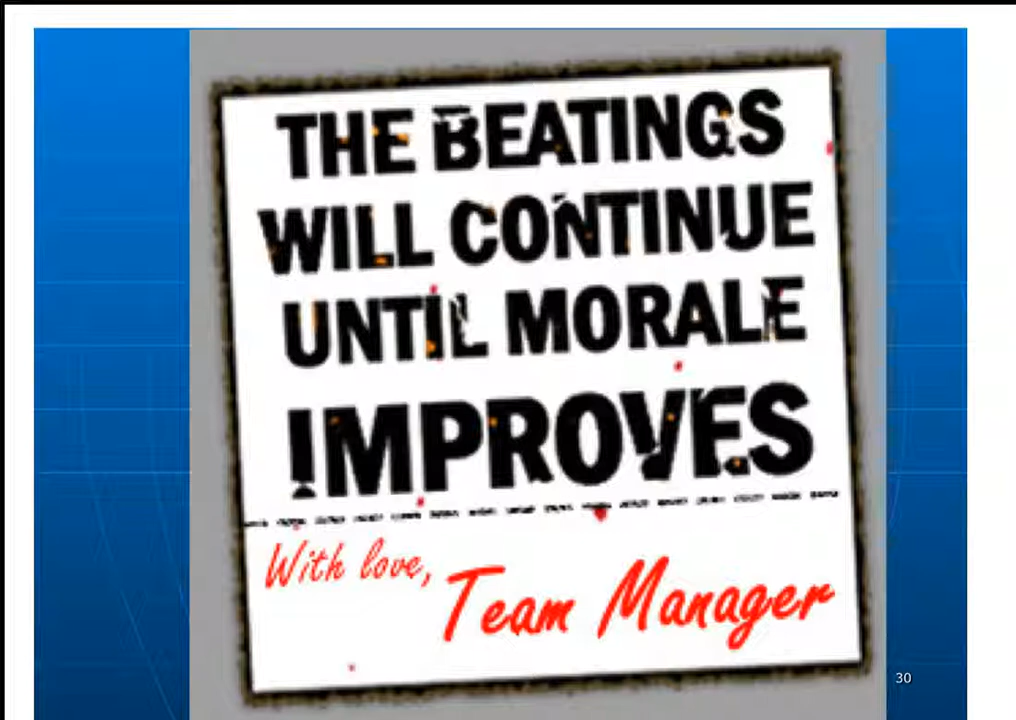 THE BEATINGS
WILL CONTINUE
UNTIL MORALE
IMPROVES
With love,
Team Manager
30